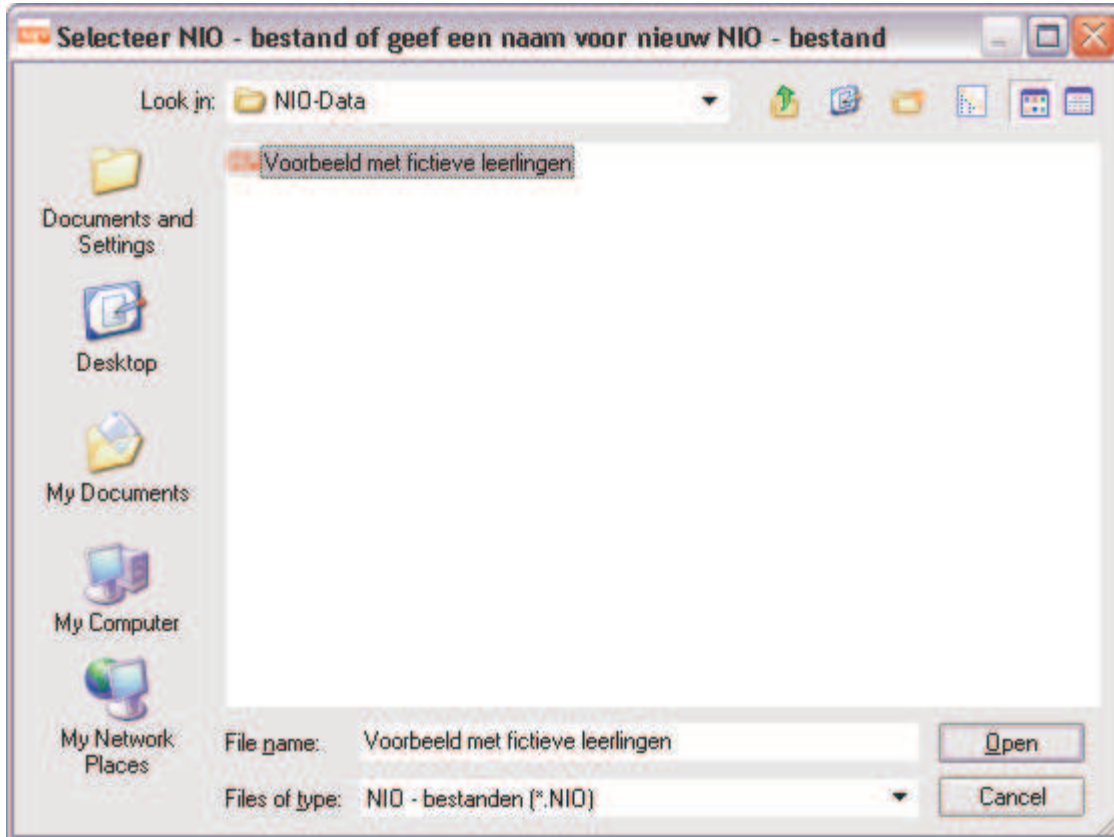 Selecteer NIO - bestand of geef een naam voor nieuw NIO - bestand
Look in: NIO-Data
Voorbeeld met fictieve leerlingen
Documents and
Settings
Desktop
My Documents
My Computer
My Network
Places
File name: Voorbeeld met fictieve leerlingen Open
Files of type: NIO - bestanden (*.NIO) Cancel